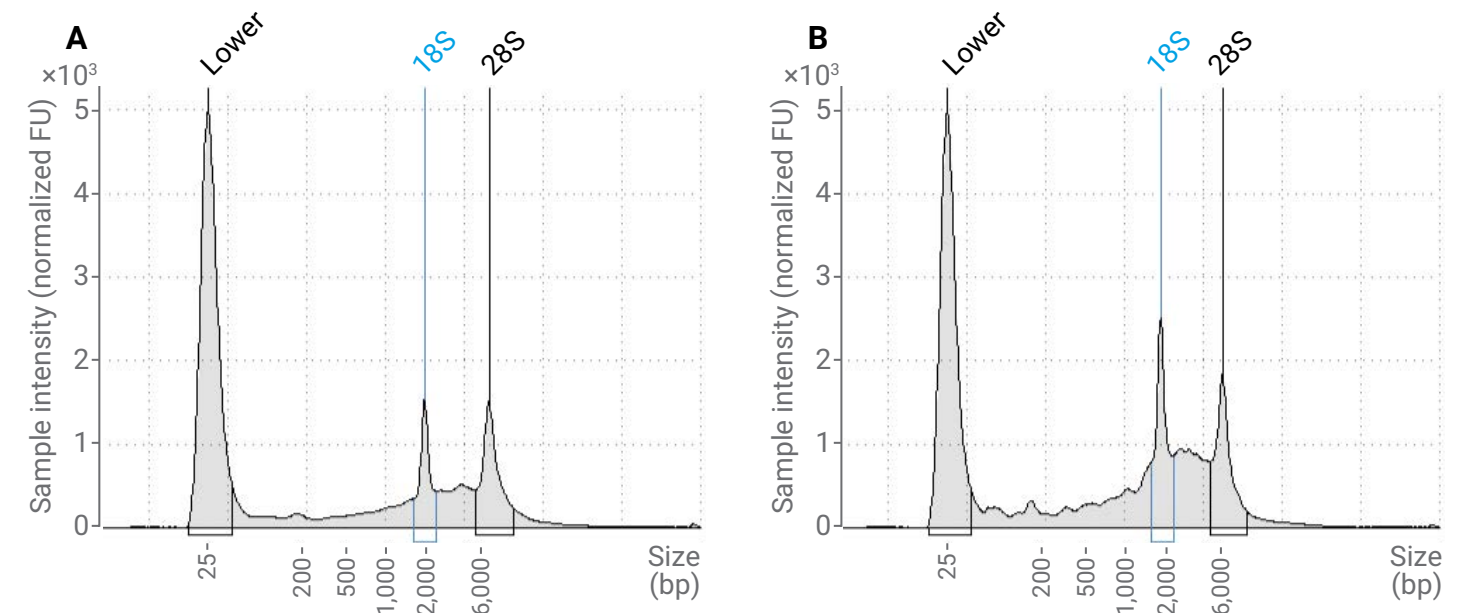 A
Lower
18S
28S
×10³
Sample intensity (normalized FU)
5
4
3
2
1
0
25
200
500
1,000
2,000
6,000
Size
(bp)
B
Lower
18S
28S
×10³
Sample intensity (normalized FU)
5
4
3
2
1
0
25
200
500
1,000
2,000
6,000
Size
(bp)